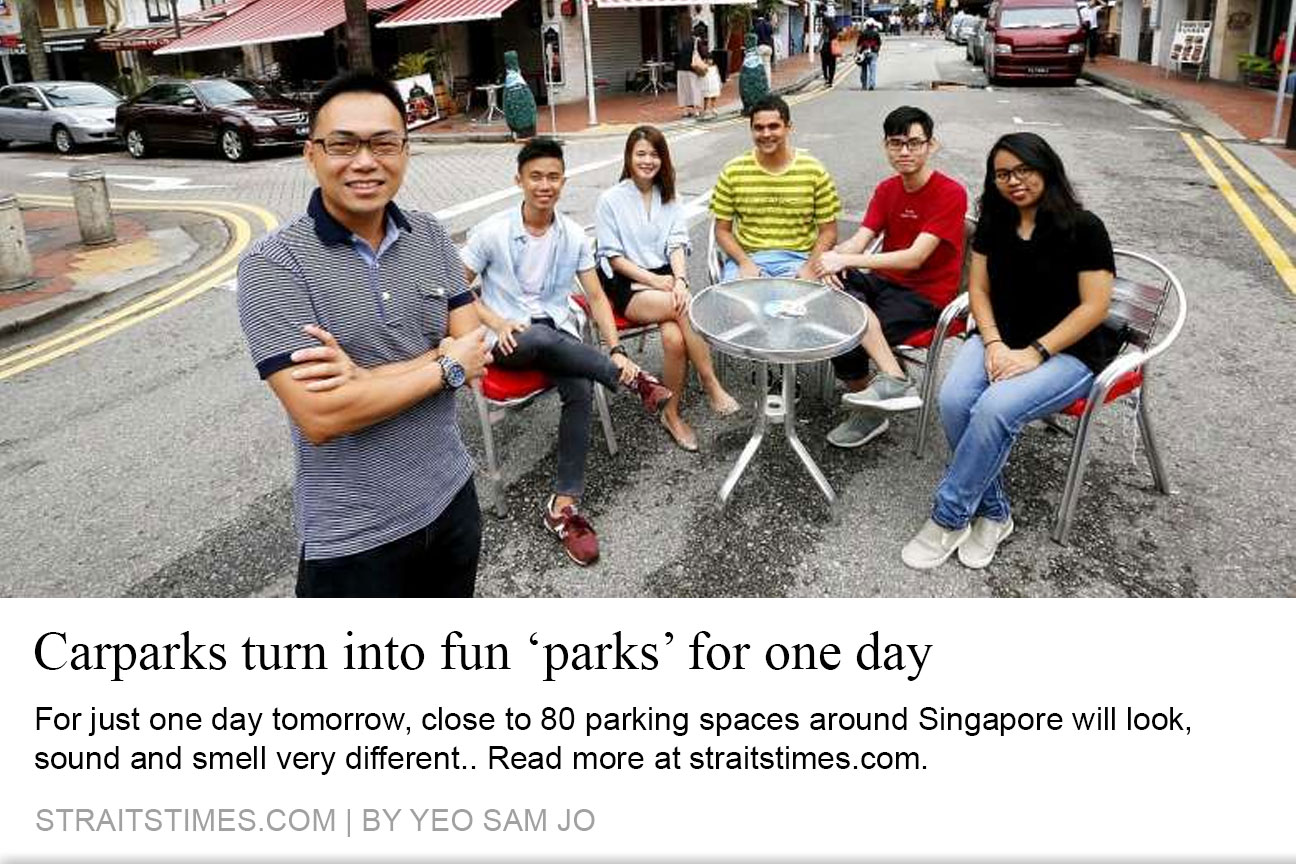 Carparks turn into fun ‘parks’ for one day
For just one day tomorrow, close to 80 parking spaces around Singapore will look,
sound and smell very different.. Read more at straitstimes.com.
STRAITSTIMES.COM | BY YEO SAM JO